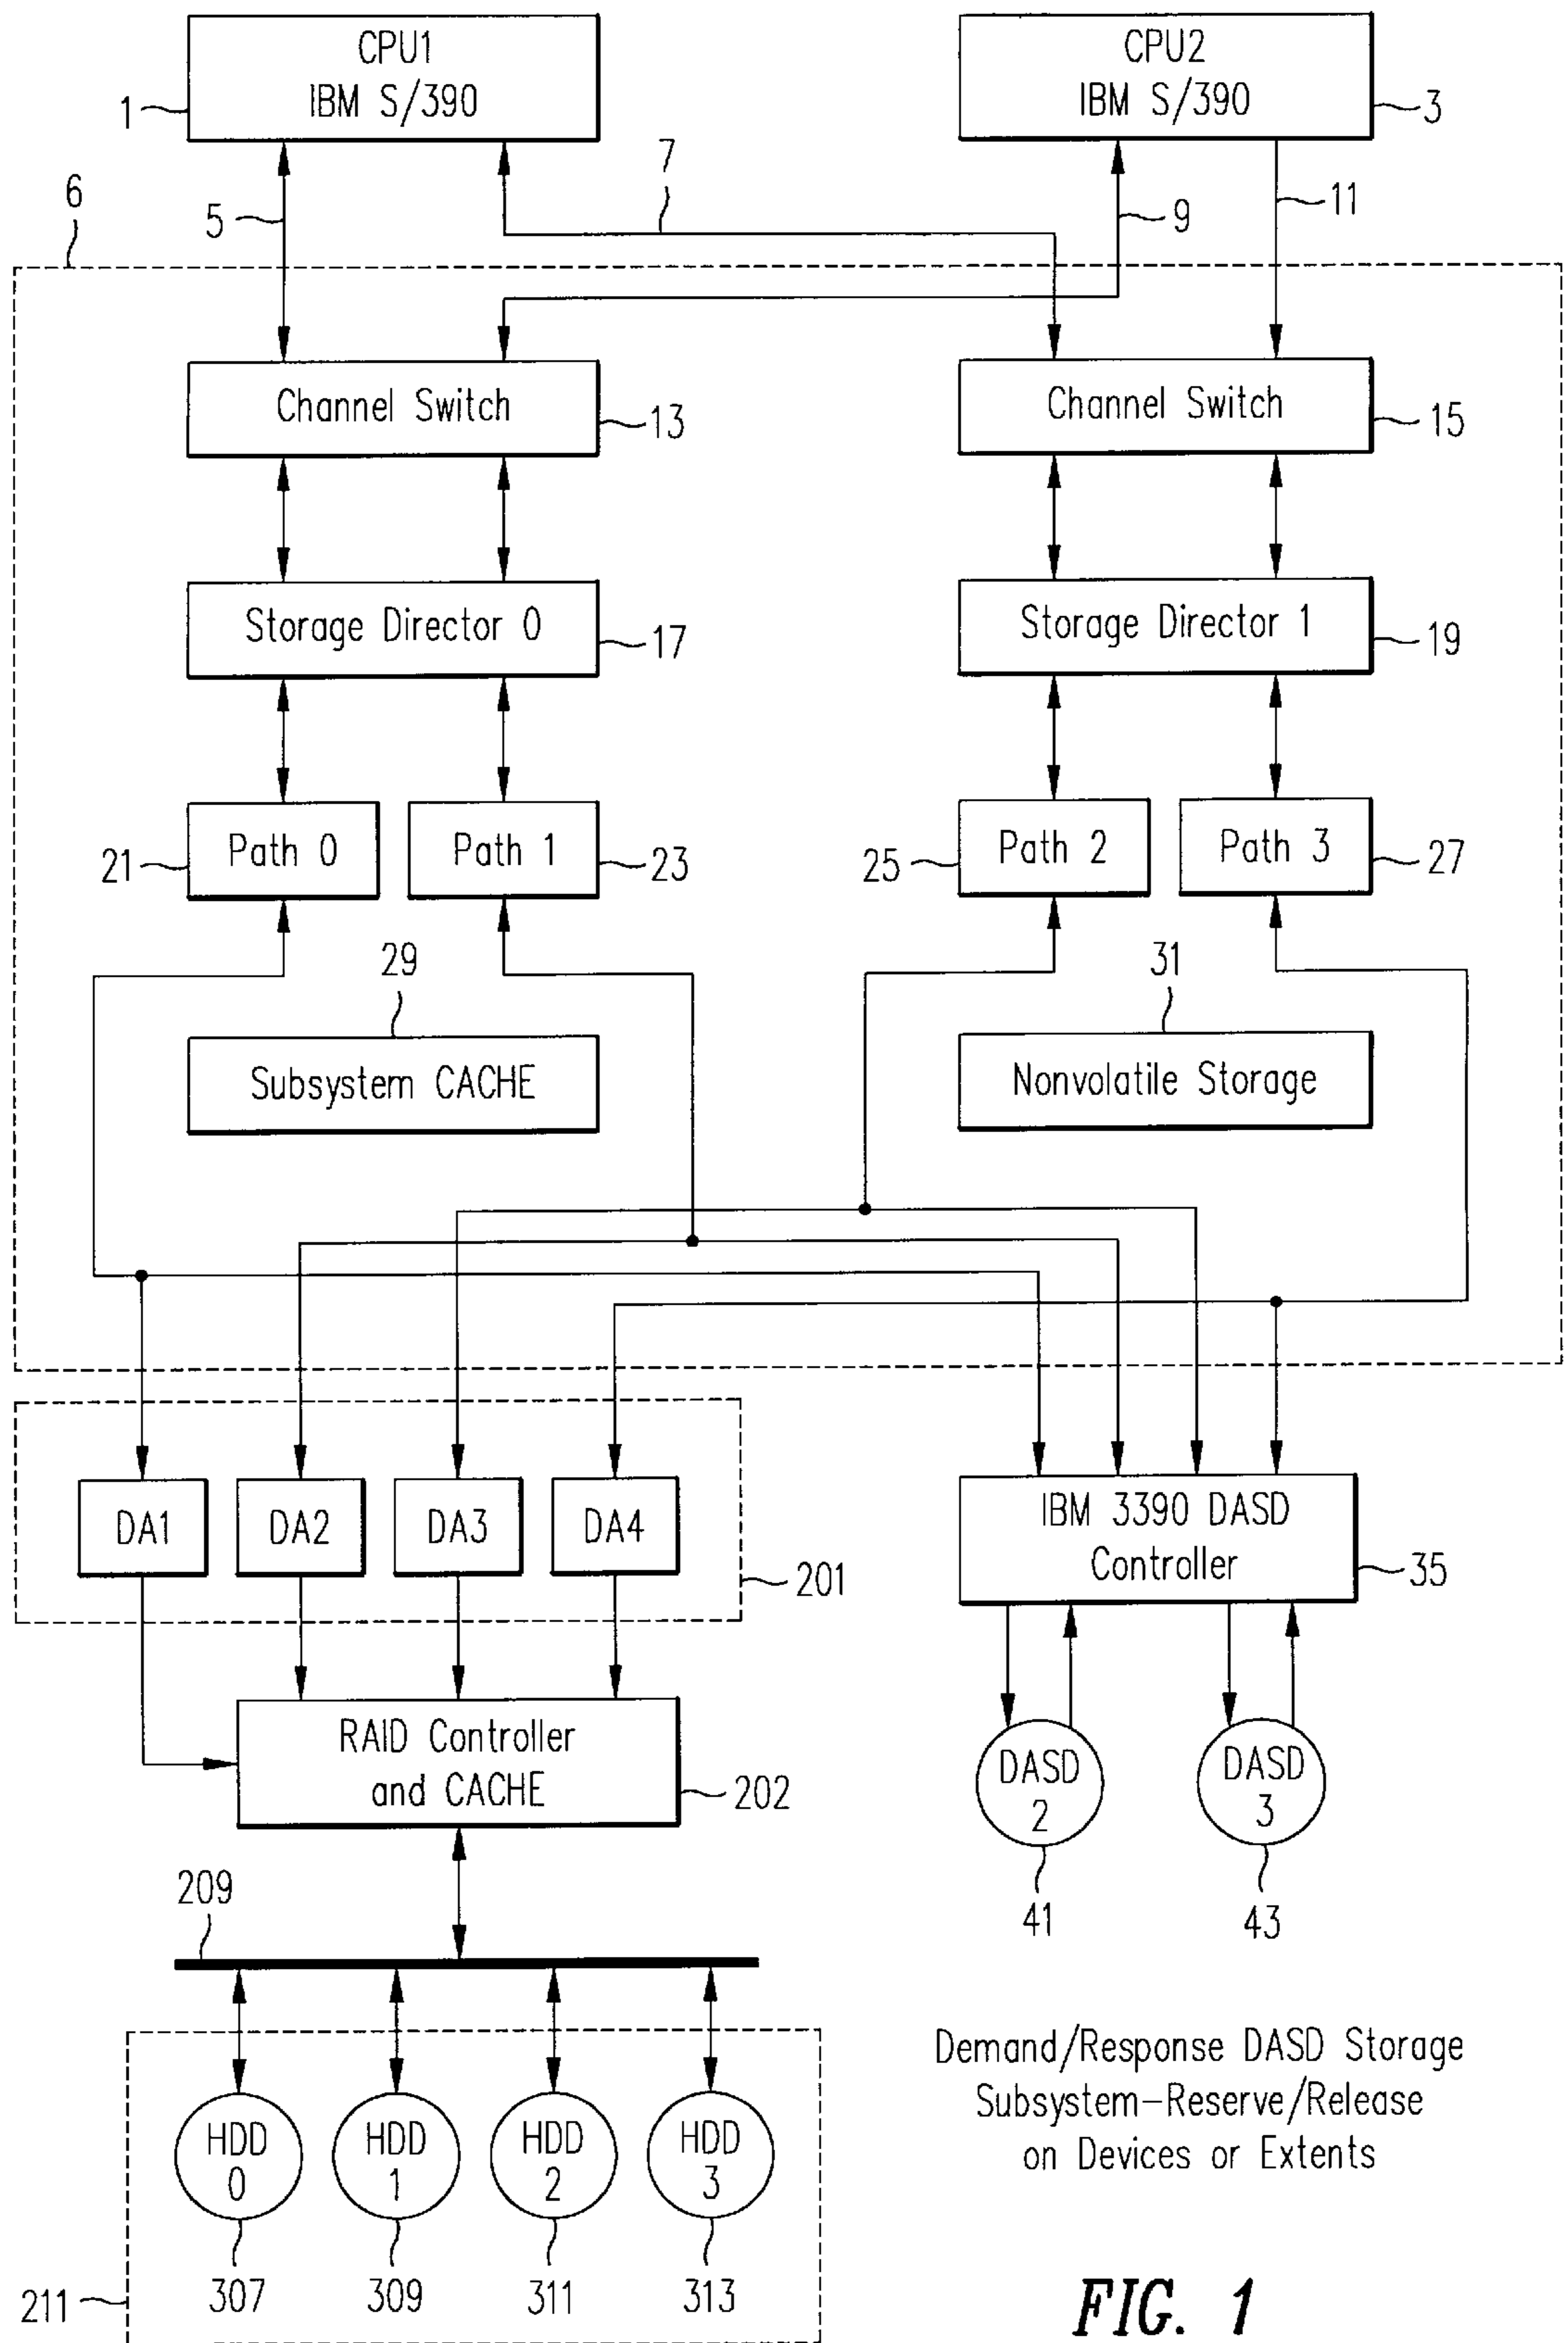 CPU1
IBM S/390
1
CPU2
IBM S/390
3
6
5
7
9
11
Channel Switch
13
Channel Switch
15
Storage Director 0
17
Storage Director 1
19
21
Path 0
Path 1
23
25
Path 2
Path 3
27
29
Subsystem CACHE
31
Nonvolatile Storage
DA1
DA2
DA3
DA4
201
IBM 3390 DASD
Controller
35
RAID Controller
and CACHE
202
DASD
2
41
DASD
3
43
209
HDD
0
HDD
1
HDD
2
HDD
3
307
309
311
313
211
Demand/Response DASD Storage
Subsystem-Reserve/Release
on Devices or Extents
FIG. 1